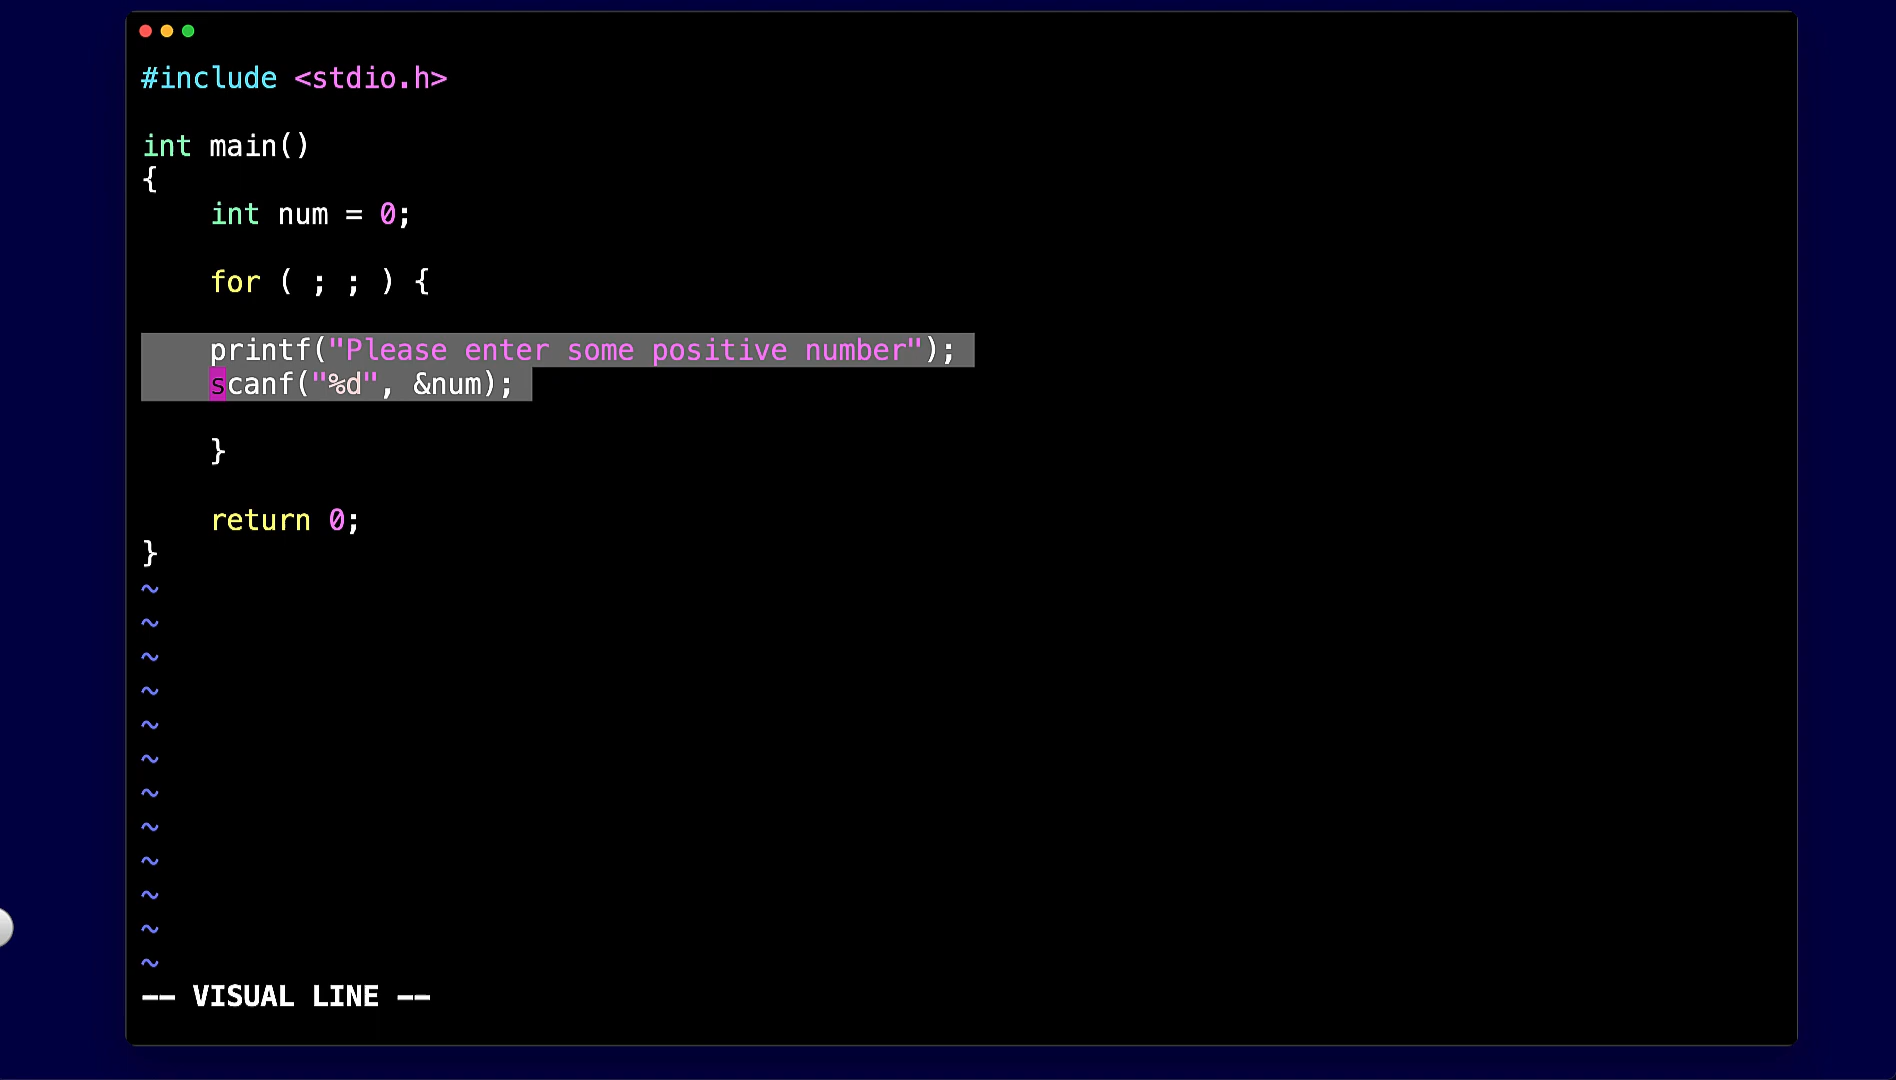 #include <stdio.h>
int main()
{
    int num = 0;
    for ( ; ; ) {
    printf("Please enter some positive number");
    scanf("%d", &num);
    }
    return 0;
}
~
~
~
~
~
~
~
~
~
~
~
~
-- VISUAL LINE --